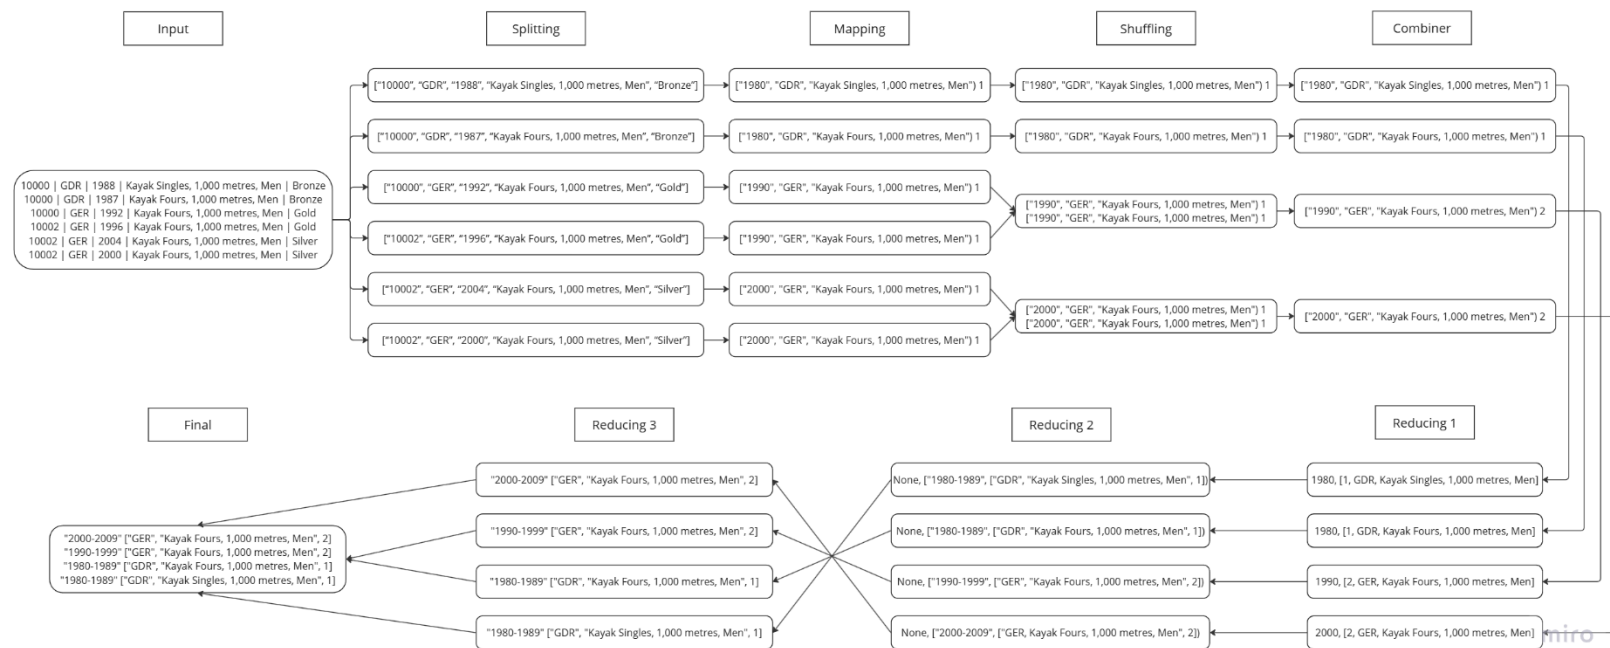 Input
Splitting
Mapping
Shuffling
Combiner
["10000", "GDR", "1988", "Kayak Singles, 1,000 metres, Men", "Bronze"]
["1980", "GDR", "Kayak Singles, 1,000 metres, Men") 1
["1980", "GDR", "Kayak Singles, 1,000 metres, Men") 1
["1980", "GDR", "Kayak Singles, 1,000 metres, Men") 1
["10000", "GDR", "1987", "Kayak Fours, 1,000 metres, Men", "Bronze"]
["1980", "GDR", "Kayak Fours, 1,000 metres, Men") 1
["1980", "GDR", "Kayak Fours, 1,000 metres, Men") 1
["1980", "GDR", "Kayak Fours, 1,000 metres, Men") 1
10000 | GDR | 1988 | Kayak Singles, 1,000 metres, Men | Bronze
10000 | GDR | 1987 | Kayak Fours, 1,000 metres, Men | Bronze
10000 | GER | 1992 | Kayak Fours, 1,000 metres, Men | Gold
10002 | GER | 1996 | Kayak Fours, 1,000 metres, Men | Gold
10002 | GER | 2004 | Kayak Fours, 1,000 metres, Men | Silver
10002 | GER | 2000 | Kayak Fours, 1,000 metres, Men | Silver
["10000", "GER", "1992", "Kayak Fours, 1,000 metres, Men", "Gold"]
["1990", "GER", "Kayak Fours, 1,000 metres, Men") 1
["10002", "GER", "1996", "Kayak Fours, 1,000 metres, Men", "Gold"]
["1990", "GER", "Kayak Fours, 1,000 metres, Men") 1
["1990", "GER", "Kayak Fours, 1,000 metres, Men") 1
["1990", "GER", "Kayak Fours, 1,000 metres, Men") 1
["1990", "GER", "Kayak Fours, 1,000 metres, Men") 2
["10002", "GER", "2004", "Kayak Fours, 1,000 metres, Men", "Silver"]
["2000", "GER", "Kayak Fours, 1,000 metres, Men") 1
["10002", "GER", "2000", "Kayak Fours, 1,000 metres, Men", "Silver"]
["2000", "GER", "Kayak Fours, 1,000 metres, Men") 1
["2000", "GER", "Kayak Fours, 1,000 metres, Men") 1
["2000", "GER", "Kayak Fours, 1,000 metres, Men") 1
["2000", "GER", "Kayak Fours, 1,000 metres, Men") 2
Final
Reducing 3
Reducing 2
Reducing 1
"2000-2009" ["GER", "Kayak Fours, 1,000 metres, Men", 2]
None, ["1980-1989", ["GDR", "Kayak Singles, 1,000 metres, Men", 1])
1980, [1, GDR, Kayak Singles, 1,000 metres, Men]
"1990-1999" ["GER", "Kayak Fours, 1,000 metres, Men", 2]
None, ["1980-1989", ["GDR", "Kayak Fours, 1,000 metres, Men", 1])
1980, [1, GDR, Kayak Fours, 1,000 metres, Men]
"2000-2009" ["GER", "Kayak Fours, 1,000 metres, Men", 2]
"1990-1999" ["GER", "Kayak Fours, 1,000 metres, Men", 2]
"1980-1989" ["GDR", "Kayak Fours, 1,000 metres, Men", 1]
"1980-1989" ["GDR", "Kayak Singles, 1,000 metres, Men", 1]
"1980-1989" ["GDR", "Kayak Fours, 1,000 metres, Men", 1]
None, ["1990-1999", ["GER", "Kayak Fours, 1,000 metres, Men", 2])
1990, [2, GER, Kayak Fours, 1,000 metres, Men]
"1980-1989" ["GDR", "Kayak Singles, 1,000 metres, Men", 1]
None, ["2000-2009", ["GER, Kayak Fours, 1,000 metres, Men", 2])
2000, [2, GER, Kayak Fours, 1,000 metres, Men]
miro